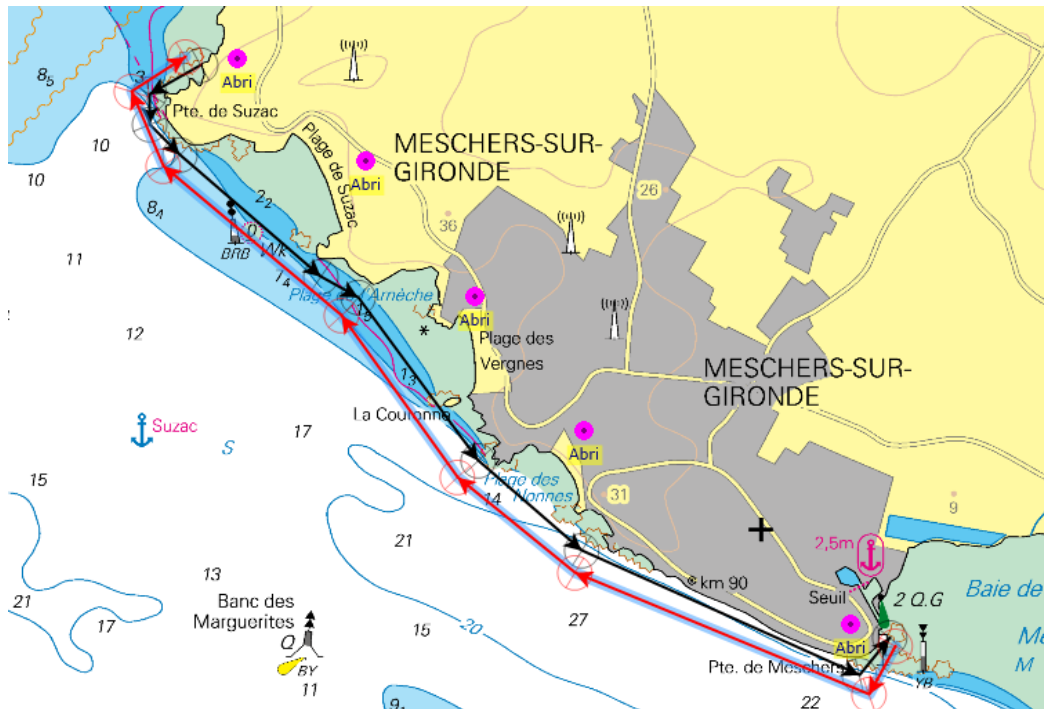 8₅
3
Abri
Pte. de Suzac
10
10
Plage de Suzac
MESCHERS-SUR-
GIRONDE
Abri
26
2₂
8₄
36
0
Wk
BRB
11
1₄
Plage de l'Arnèche
1₅
Abri
12
Plage des
Vergnes
MESCHERS-SUR-
GIRONDE
1₃
La Couronne
Suzac
17
S
Abri
15
Plage des
Nonnes
14
31
9
21
2,5m
13
km 90
Seuil
2 Q.G
Baie de
21
17
Banc des
Marguerites
Q
BY
11
15
20
27
Abri
Pte. de Meschers
YB
M
22